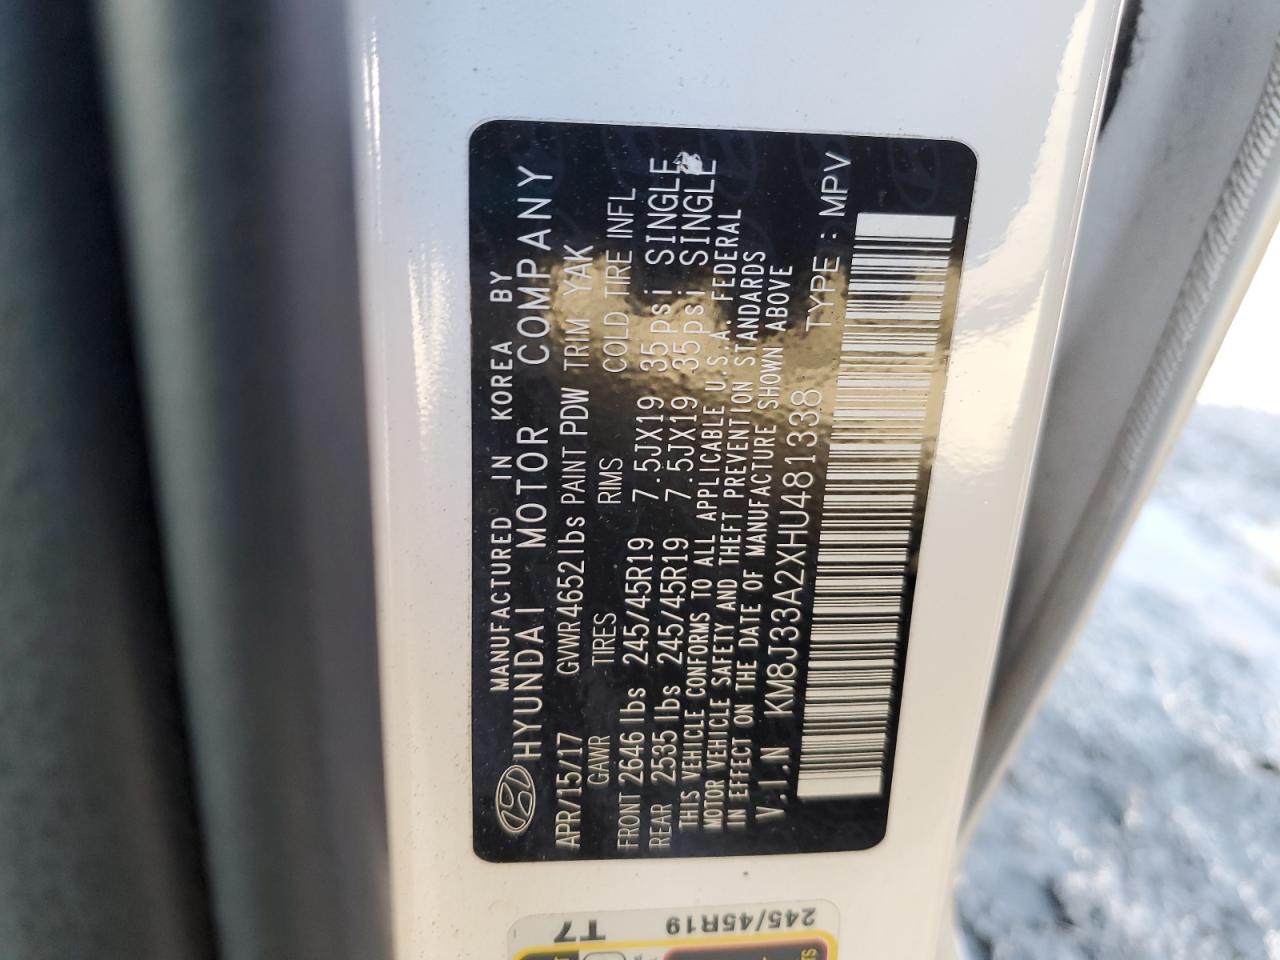 MANUFACTURED IN KOREA BY
HYUNDAI MOTOR COMPANY
APR/15/17 GVWR 4652lbs PAINT PDW TRIM YAK
GAWR TIRES RIMS COLD TIRE INFL
FRONT 2646lbs 245/45R19 7.5JX19 35psi SINGLE
REAR 2535lbs 245/45R19 7.5JX19 35psi SINGLE
THIS VEHICLE CONFORMS TO ALL APPLICABLE U.S.A. FEDERAL
MOTOR VEHICLE SAFETY AND THEFT PREVENTION STANDARDS
IN EFFECT ON THE DATE OF MANUFACTURE SHOWN ABOVE
V.I.N KM8J33A2XHU481338 TYPE : MPV
T7
245/45R19